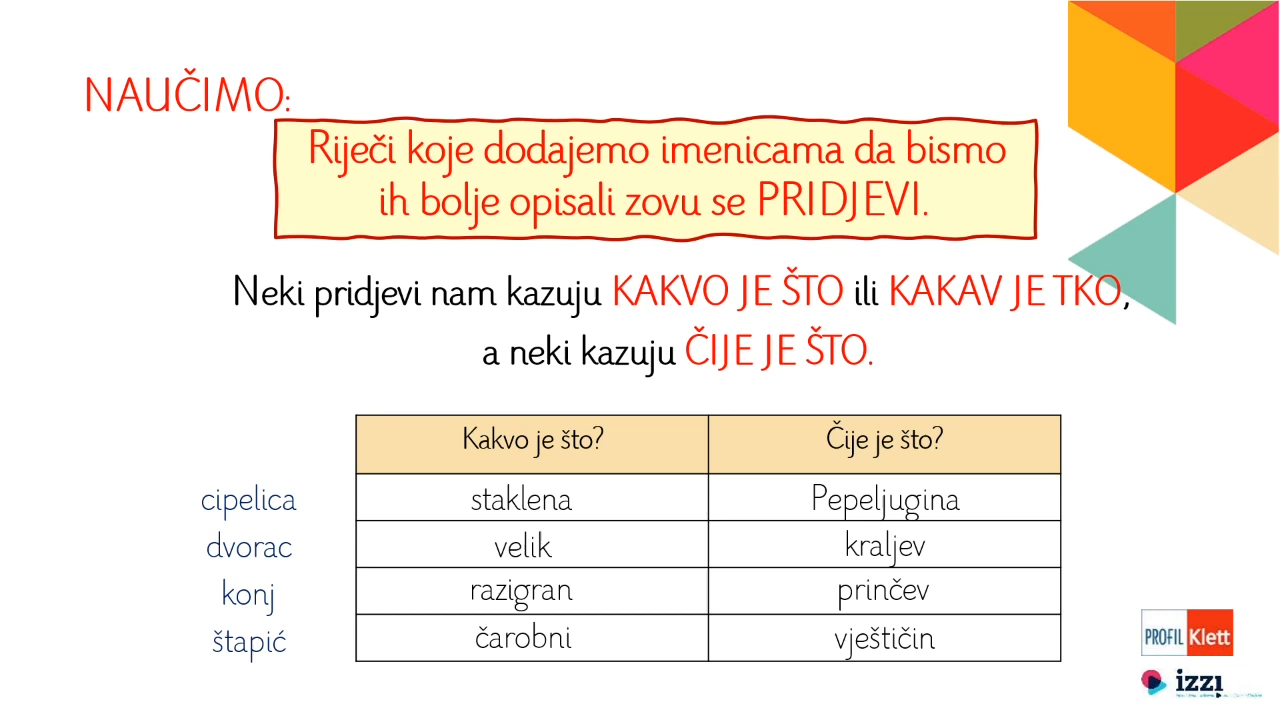 NAUČIMO:
Riječi koje dodajemo imenicama da bismo
ih bolje opisali zovu se PRIDJEVI.
Neki pridjevi nam kazuju KAKVO JE ŠTO ili KAKAV JE TKO,
a neki kazuju ČIJE JE ŠTO.
Kakvo je što? Čije je što?
cipelica staklena Pepeljugina
dvorac velik kraljev
konj razigran prinčev
štapić čarobni vještičin
PROFIL Klett
izzi